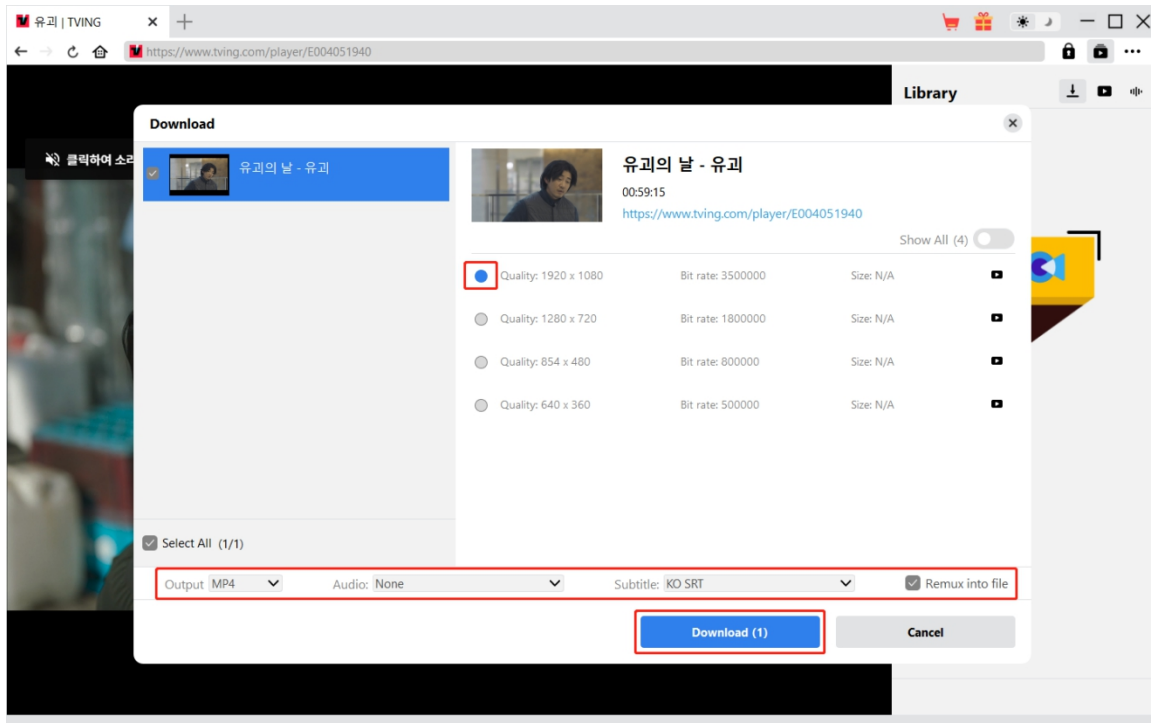 유괴 | TVING
https://www.tving.com/player/E004051940
Library
클릭하여 소리
Download
유괴의 날 - 유괴
유괴의 날 - 유괴
00:59:15
https://www.tving.com/player/E004051940
Show All (4)
Quality: 1920 x 1080 Bit rate: 3500000 Size: N/A
Quality: 1280 x 720 Bit rate: 1800000 Size: N/A
Quality: 854 x 480 Bit rate: 800000 Size: N/A
Quality: 640 x 360 Bit rate: 500000 Size: N/A
Select All (1/1)
Output MP4 Audio: None Subtitle: KO SRT Remux into file
Download (1) Cancel